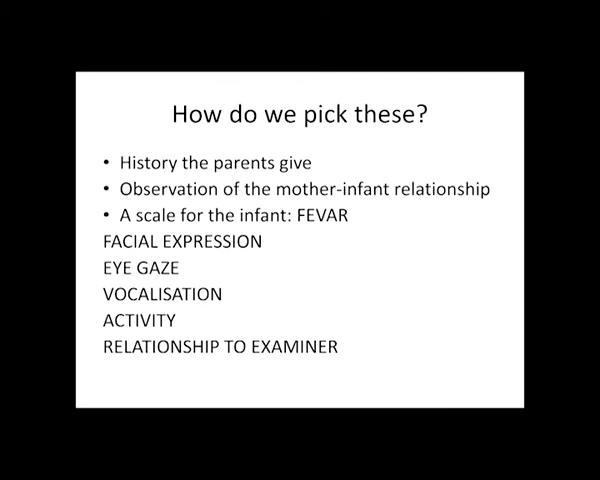 How do we pick these?
• History the parents give
• Observation of the mother-infant relationship
• A scale for the infant: FEVAR
FACIAL EXPRESSION
EYE GAZE
VOCALISATION
ACTIVITY
RELATIONSHIP TO EXAMINER